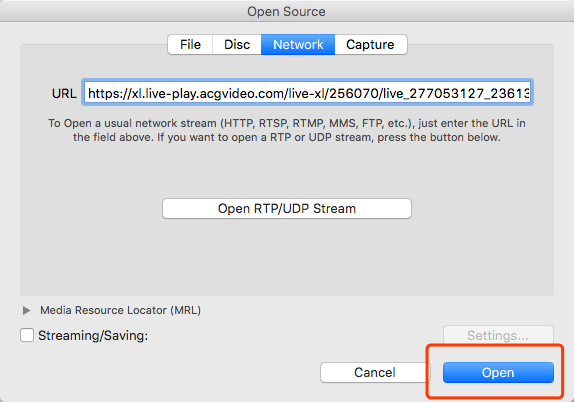 Open Source
File Disc Network Capture
URL https://xl.live-play.acgvideo.com/live-xl/256070/live_277053127_23613
To Open a usual network stream (HTTP, RTSP, RTMP, MMS, FTP, etc.), just enter the URL in
the field above. If you want to open a RTP or UDP stream, press the button below.
Open RTP/UDP Stream
Media Resource Locator (MRL)
Streaming/Saving: Settings...
Cancel Open